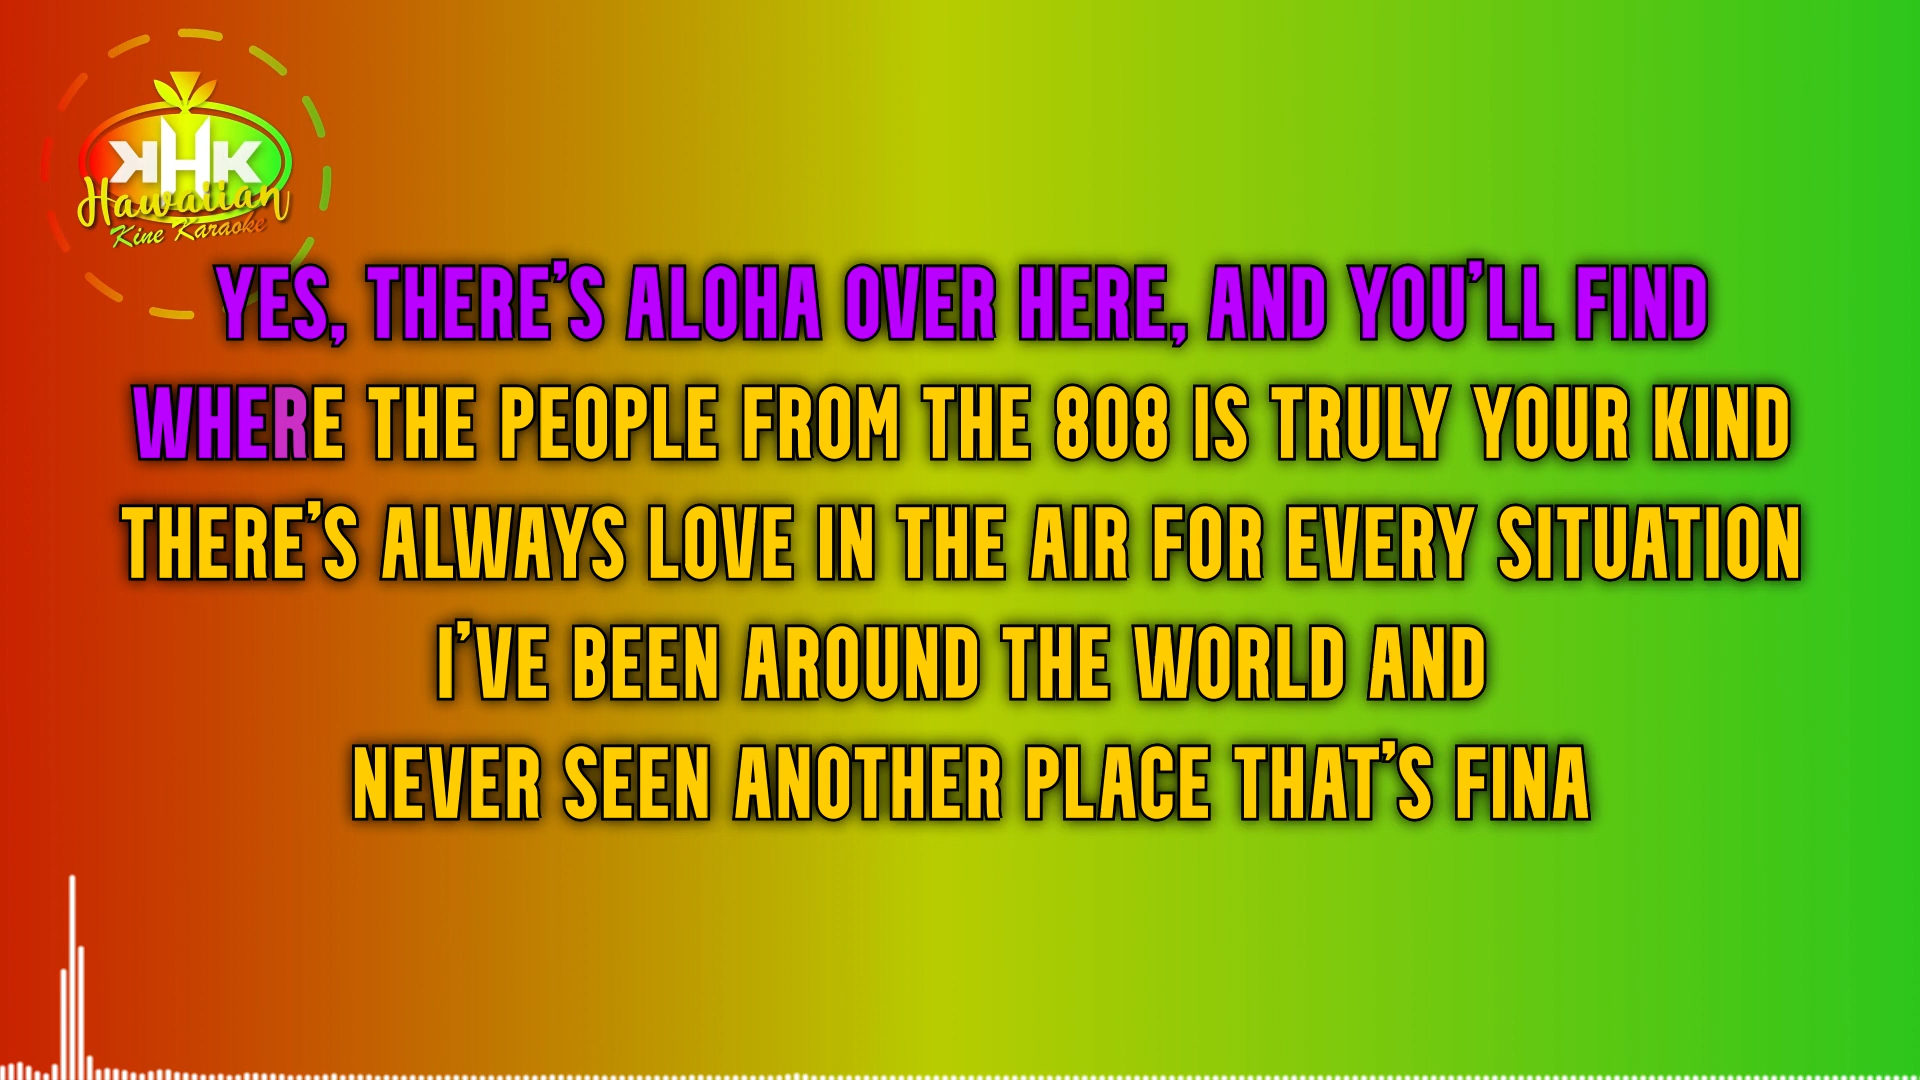 KHK
Hawaiian
Kine Karaoke
YES, THERE'S ALOHA OVER HERE, AND YOU'LL FIND
WHERE THE PEOPLE FROM THE 808 IS TRULY YOUR KIND
THERE'S ALWAYS LOVE IN THE AIR FOR EVERY SITUATION
I'VE BEEN AROUND THE WORLD AND
NEVER SEEN ANOTHER PLACE THAT'S FINA